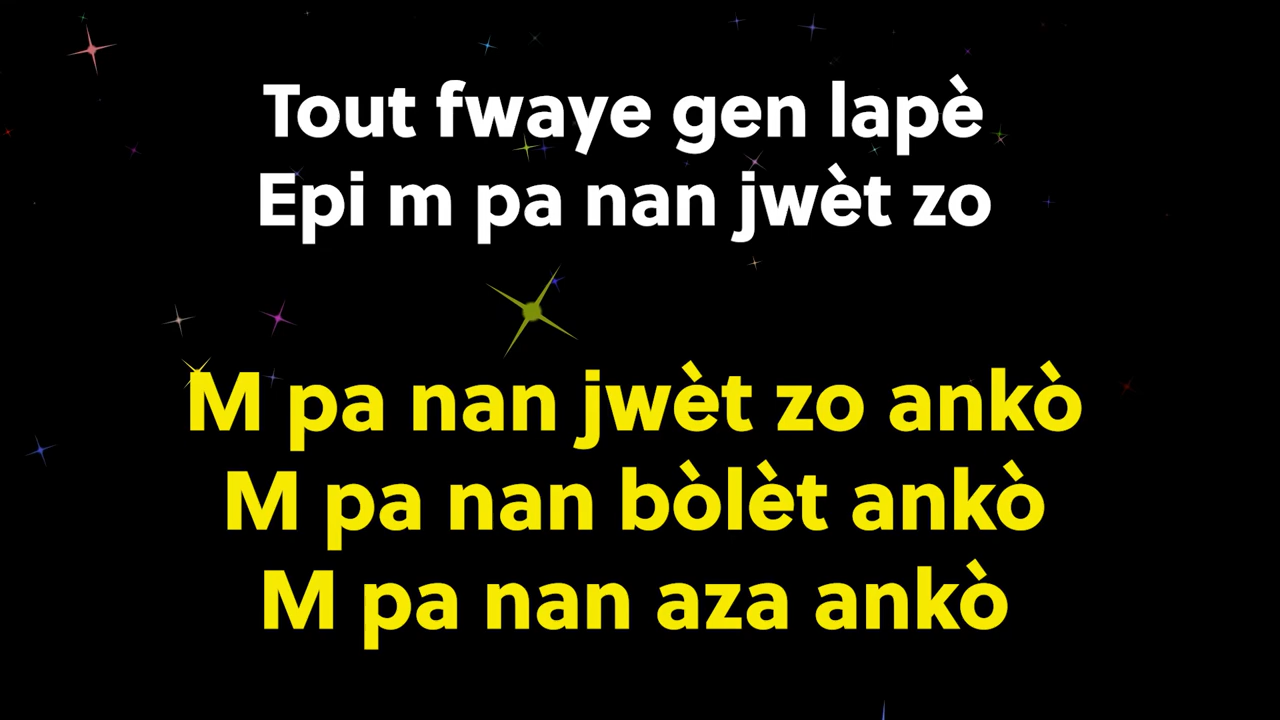 Tout fwaye gen lapè
Epi m pa nan jwèt zo
M pa nan jwèt zo ankò
M pa nan bòlèt ankò
M pa nan aza ankò